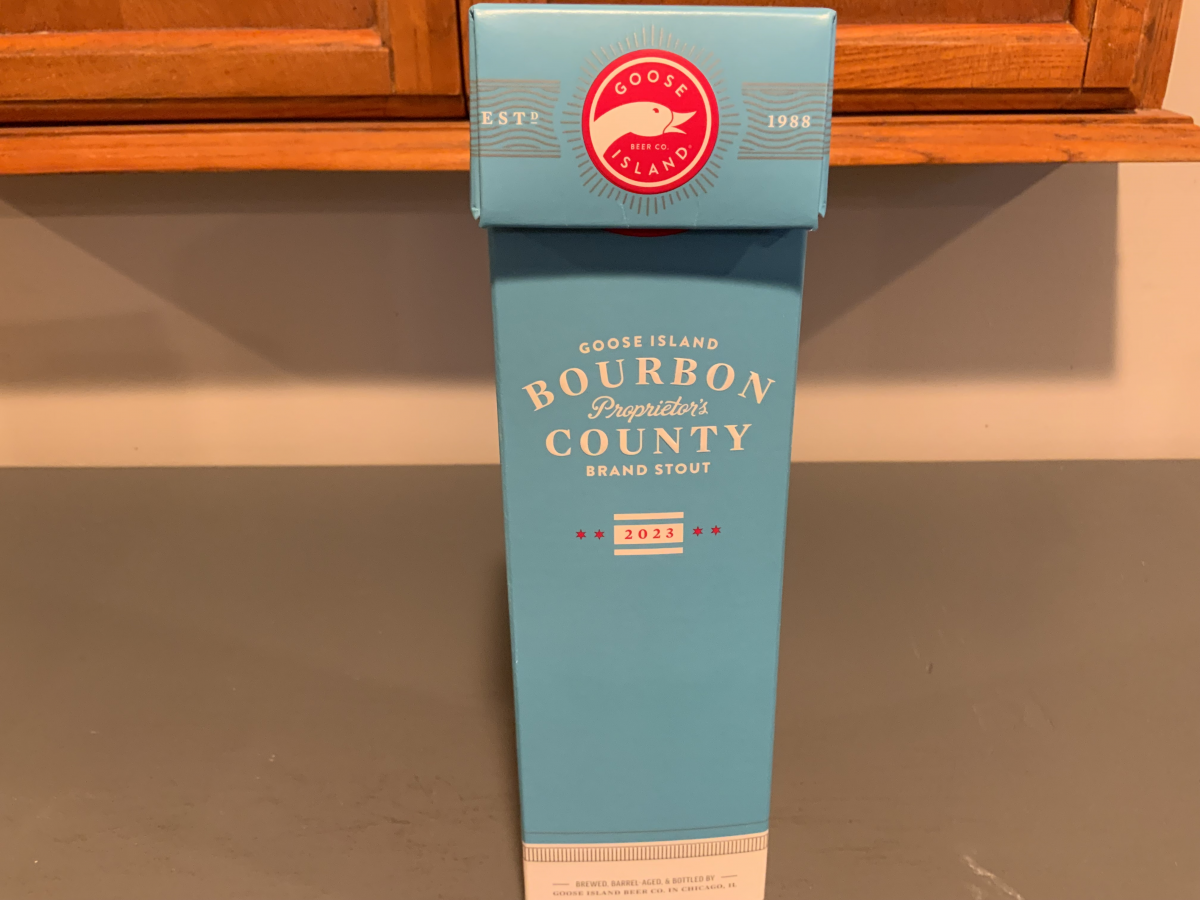 GOOSE
ESTD
1988
BEER CO.
ISLAND
GOOSE ISLAND
BOURBON
Proprietor's
COUNTY
BRAND STOUT
2023
BREWED, BARREL-AGED, & BOTTLED BY
GOOSE ISLAND BEER CO. IN CHICAGO, IL